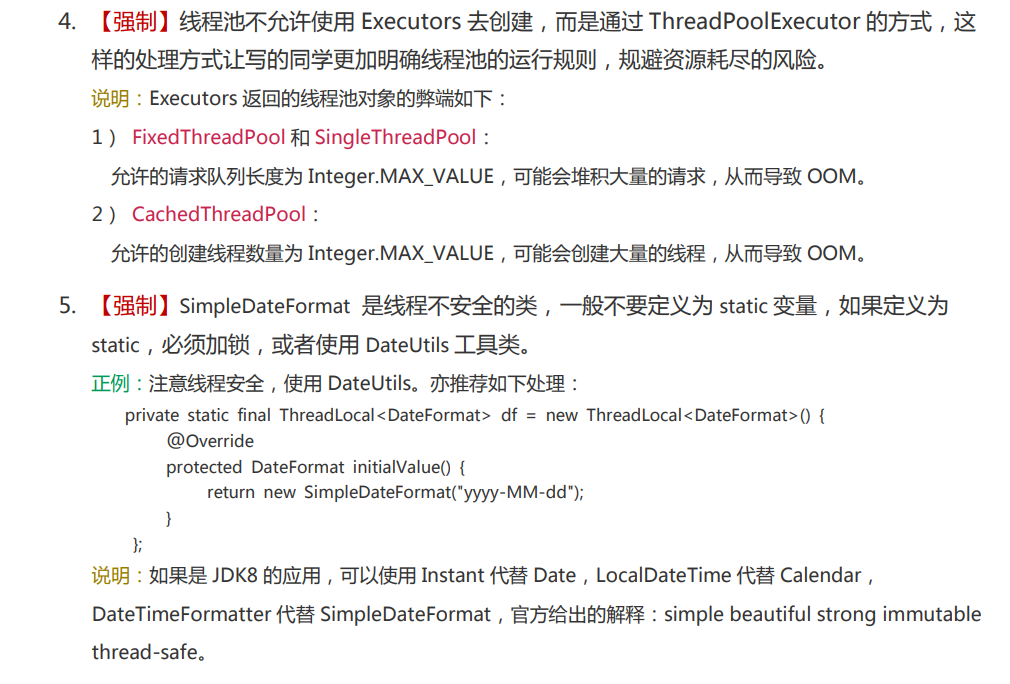 4. 【强制】线程池不允许使用 Executors 去创建，而是通过 ThreadPoolExecutor 的方式，这
样的处理方式让写的同学更加明确线程池的运行规则，规避资源耗尽的风险。
说明：Executors 返回的线程池对象的弊端如下：
1） FixedThreadPool 和 SingleThreadPool：
允许的请求队列长度为 Integer.MAX_VALUE，可能会堆积大量的请求，从而导致 OOM。
2） CachedThreadPool：
允许的创建线程数量为 Integer.MAX_VALUE，可能会创建大量的线程，从而导致 OOM。
5. 【强制】SimpleDateFormat 是线程不安全的类，一般不要定义为 static 变量，如果定义为
static，必须加锁，或者使用 DateUtils 工具类。
正例：注意线程安全，使用 DateUtils。亦推荐如下处理：
private static final ThreadLocal<DateFormat> df = new ThreadLocal<DateFormat>() {
@Override
protected DateFormat initialValue() {
return new SimpleDateFormat("yyyy-MM-dd");
}
};
说明：如果是 JDK8 的应用，可以使用 Instant 代替 Date，LocalDateTime 代替 Calendar，
DateTimeFormatter 代替 SimpleDateFormat，官方给出的解释：simple beautiful strong immutable
thread-safe。